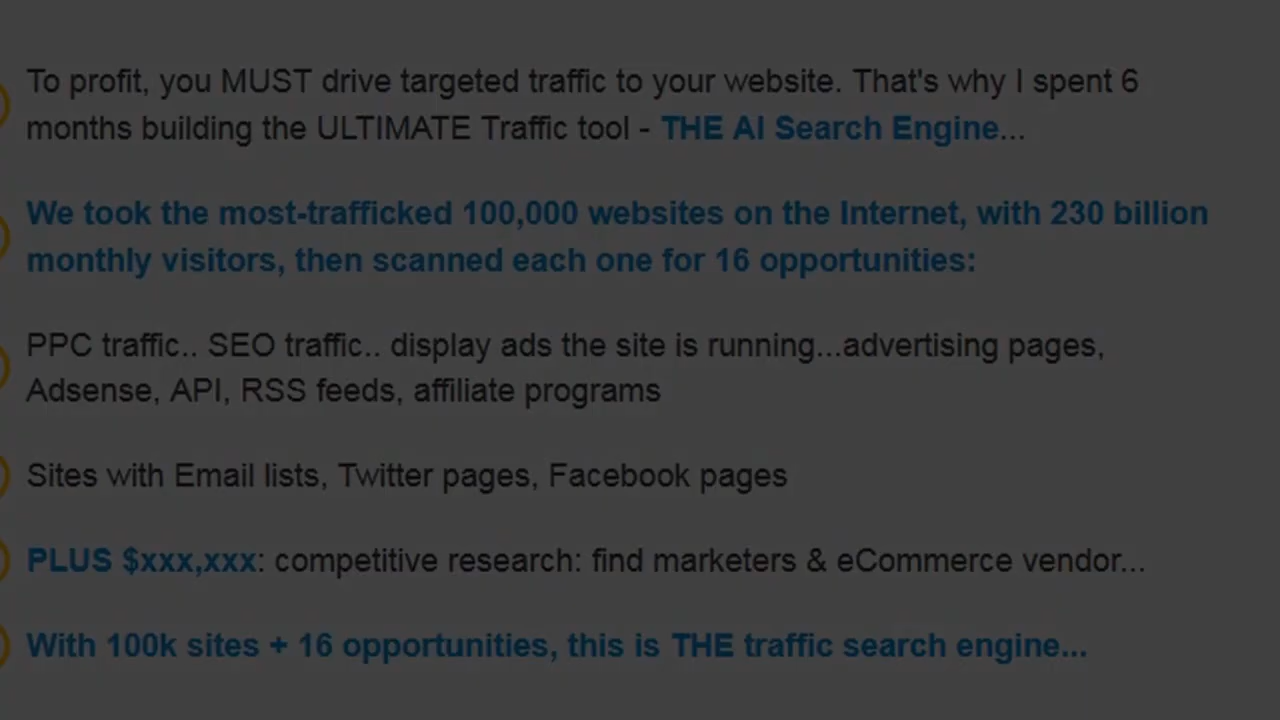 To profit, you MUST drive targeted traffic to your website. That's why I spent 6
months building the ULTIMATE Traffic tool - THE AI Search Engine...
We took the most-trafficked 100,000 websites on the Internet, with 230 billion
monthly visitors, then scanned each one for 16 opportunities:
PPC traffic.. SEO traffic.. display ads the site is running...advertising pages,
Adsense, API, RSS feeds, affiliate programs
Sites with Email lists, Twitter pages, Facebook pages
PLUS $xxx,xxx: competitive research: find marketers & eCommerce vendor...
With 100k sites + 16 opportunities, this is THE traffic search engine...